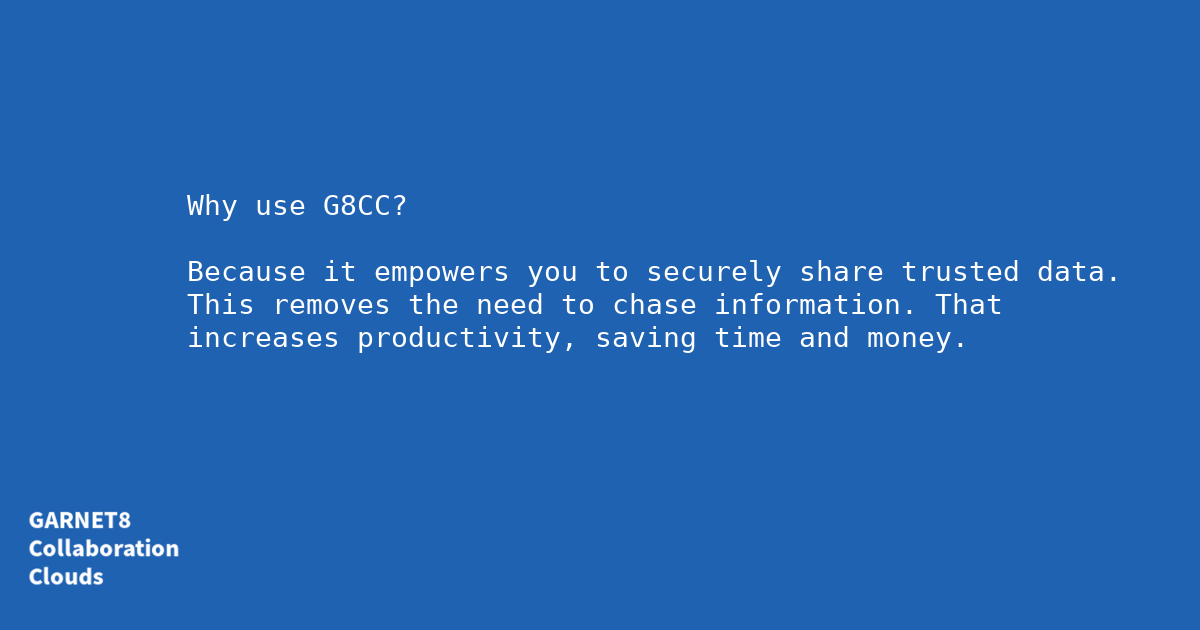 Why use G8CC?
Because it empowers you to securely share trusted data.
This removes the need to chase information. That
increases productivity, saving time and money.
GARNET8
Collaboration
Clouds